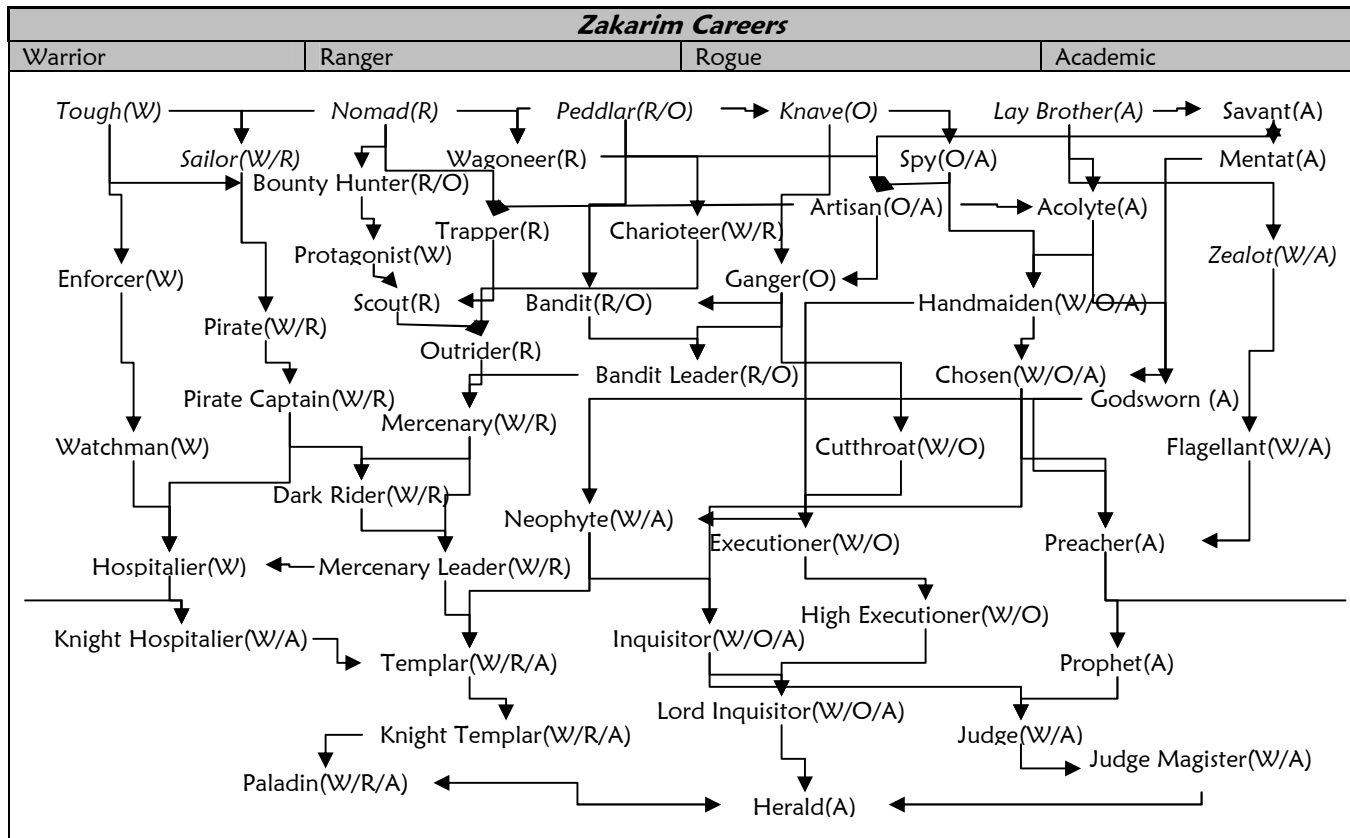 Zakarim Careers
Warrior
Ranger
Rogue
Academic
Tough(W)
Nomad(R)
Peddlar(R/O)
Knave(O)
Lay Brother(A)
Savant(A)
Sailor(W/R)
Wagoneer(R)
Spy(O/A)
Mentat(A)
Bounty Hunter(R/O)
Trapper(R)
Charioteer(W/R)
Artisan(O/A)
Acolyte(A)
Protagonist(W)
Zealot(W/A)
Enforcer(W)
Ganger(O)
Scout(R)
Bandit(R/O)
Handmaiden(W/O/A)
Pirate(W/R)
Outrider(R)
Bandit Leader(R/O)
Chosen(W/O/A)
Pirate Captain(W/R)
Godsworn (A)
Mercenary(W/R)
Watchman(W)
Cutthroat(W/O)
Flagellant(W/A)
Dark Rider(W/R)
Neophyte(W/A)
Executioner(W/O)
Preacher(A)
Hospitalier(W)
Mercenary Leader(W/R)
High Executioner(W/O)
Knight Hospitalier(W/A)
Inquisitor(W/O/A)
Templar(W/R/A)
Prophet(A)
Lord Inquisitor(W/O/A)
Knight Templar(W/R/A)
Judge(W/A)
Judge Magister(W/A)
Paladin(W/R/A)
Herald(A)